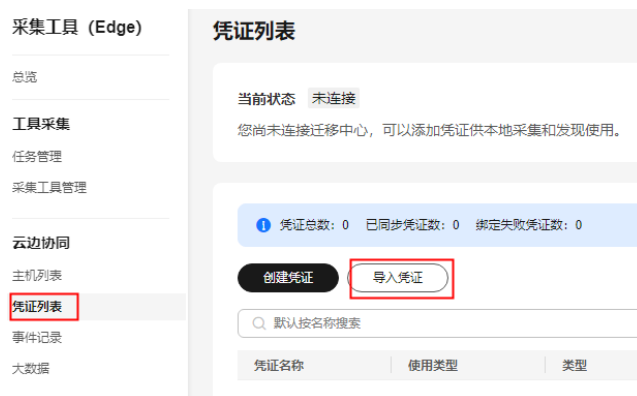 采集工具（Edge）
总览
工具采集
任务管理
采集工具管理
云边协同
主机列表
凭证列表
事件记录
大数据
凭证列表
当前状态 未连接
您尚未连接迁移中心，可以添加凭证供本地采集和发现使用。
凭证总数：0 已同步凭证数：0 绑定失败凭证数：0
创建凭证 导入凭证
默认按名称搜索
凭证名称 使用类型 类型